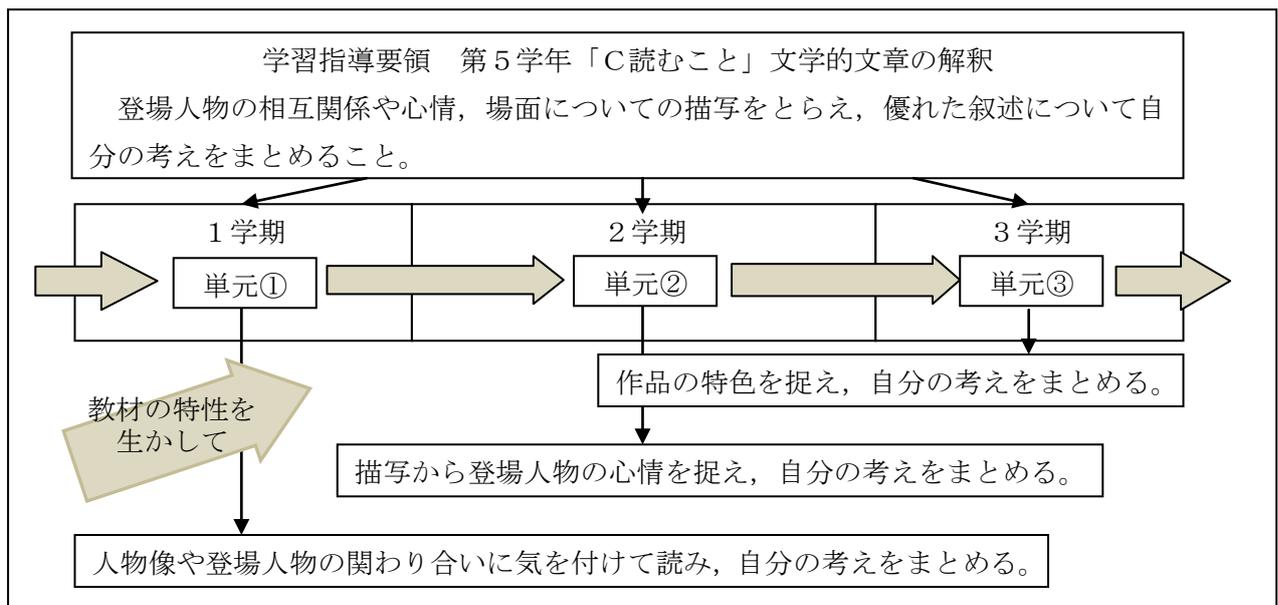 学習指導要領　第５学年「Ｃ読むこと」文学的文章の解釈
登場人物の相互関係や心情，場面についての描写をとらえ，優れた叙述について自
分の考えをまとめること。
１学期
２学期
３学期
単元①
単元②
単元③
作品の特色を捉え，自分の考えをまとめる。
教材の特性を
生かして
描写から登場人物の心情を捉え，自分の考えをまとめる。
人物像や登場人物の関わり合いに気を付けて読み，自分の考えをまとめる。